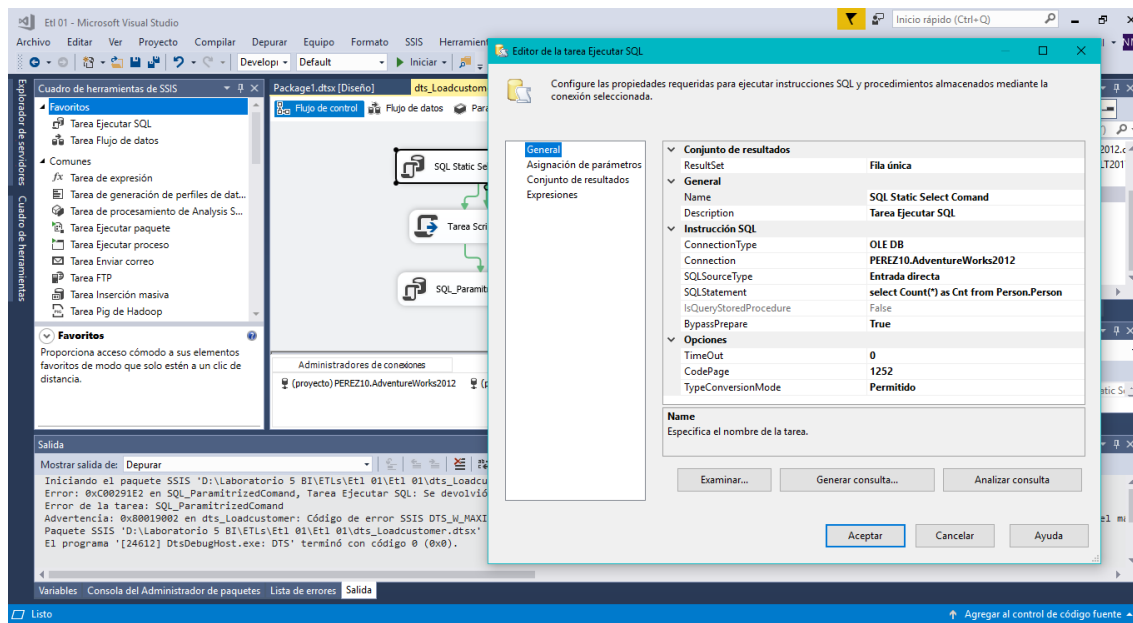 Etl 01 - Microsoft Visual Studio
Inicio rápido (Ctrl+Q)
Archivo Editar Ver Proyecto Compilar Depurar Equipo Formato SSIS Herramien
Develop Default Iniciar
Explorador de servidores
Cuadro de herramientas
Cuadro de herramientas de SSIS
Favoritos
Tarea Ejecutar SQL
Tarea Flujo de datos
Comunes
Tarea de expresión
Tarea de generación de perfiles de dat...
Tarea de procesamiento de Analysis S...
Tarea Ejecutar paquete
Tarea Ejecutar proceso
Tarea Enviar correo
Tarea FTP
Tarea Inserción masiva
Tarea Pig de Hadoop
Favoritos
Proporciona acceso cómodo a sus elementos
favoritos de modo que solo estén a un clic de
distancia.
Package1.dtsx [Diseño] dts_Loadcustom
Flujo de control Flujo de datos Pará
SQL Static Se
Tarea Scri
SQL_Paramit
Administradores de conexiones
(proyecto) PEREZ10.AdventureWorks2012 (p
Editor de la tarea Ejecutar SQL
Configure las propiedades requeridas para ejecutar instrucciones SQL y procedimientos almacenados mediante la
conexión seleccionada.
General
Asignación de parámetros
Conjunto de resultados
Expresiones
Conjunto de resultados
ResultSet Fila única
General
Name SQL Static Select Comand
Description Tarea Ejecutar SQL
Instrucción SQL
ConnectionType OLE DB
Connection PEREZ10.AdventureWorks2012
SQLSourceType Entrada directa
SQLStatement select Count(*) as Cnt from Person.Person
IsQueryStoredProcedure False
BypassPrepare True
Opciones
TimeOut 0
CodePage 1252
TypeConversionMode Permitido
Name
Especifica el nombre de la tarea.
Examinar... Generar consulta... Analizar consulta
Aceptar Cancelar Ayuda
2012.c
LT201
Salida
Mostrar salida de: Depurar
Iniciando el paquete SSIS 'D:\Laboratorio 5 BI\ETLs\Etl 01\Etl 01\dts_Loadcu
Error: 0xC00291E2 en SQL_ParamitrizedComand, Tarea Ejecutar SQL: Se devolvió
Error de la tarea: SQL_ParamitrizedComand
Advertencia: 0x80019002 en dts_Loadcustomer: Código de error SSIS DTS_W_MAXI
Paquete SSIS 'D:\Laboratorio 5 BI\ETLs\Etl 01\Etl 01\dts_Loadcustomer.dtsx'
El programa '[24612] DtsDebugHost.exe: DTS' terminó con código 0 (0x0).
Variables Consola del Administrador de paquetes Lista de errores Salida
Listo
Agregar al control de código fuente